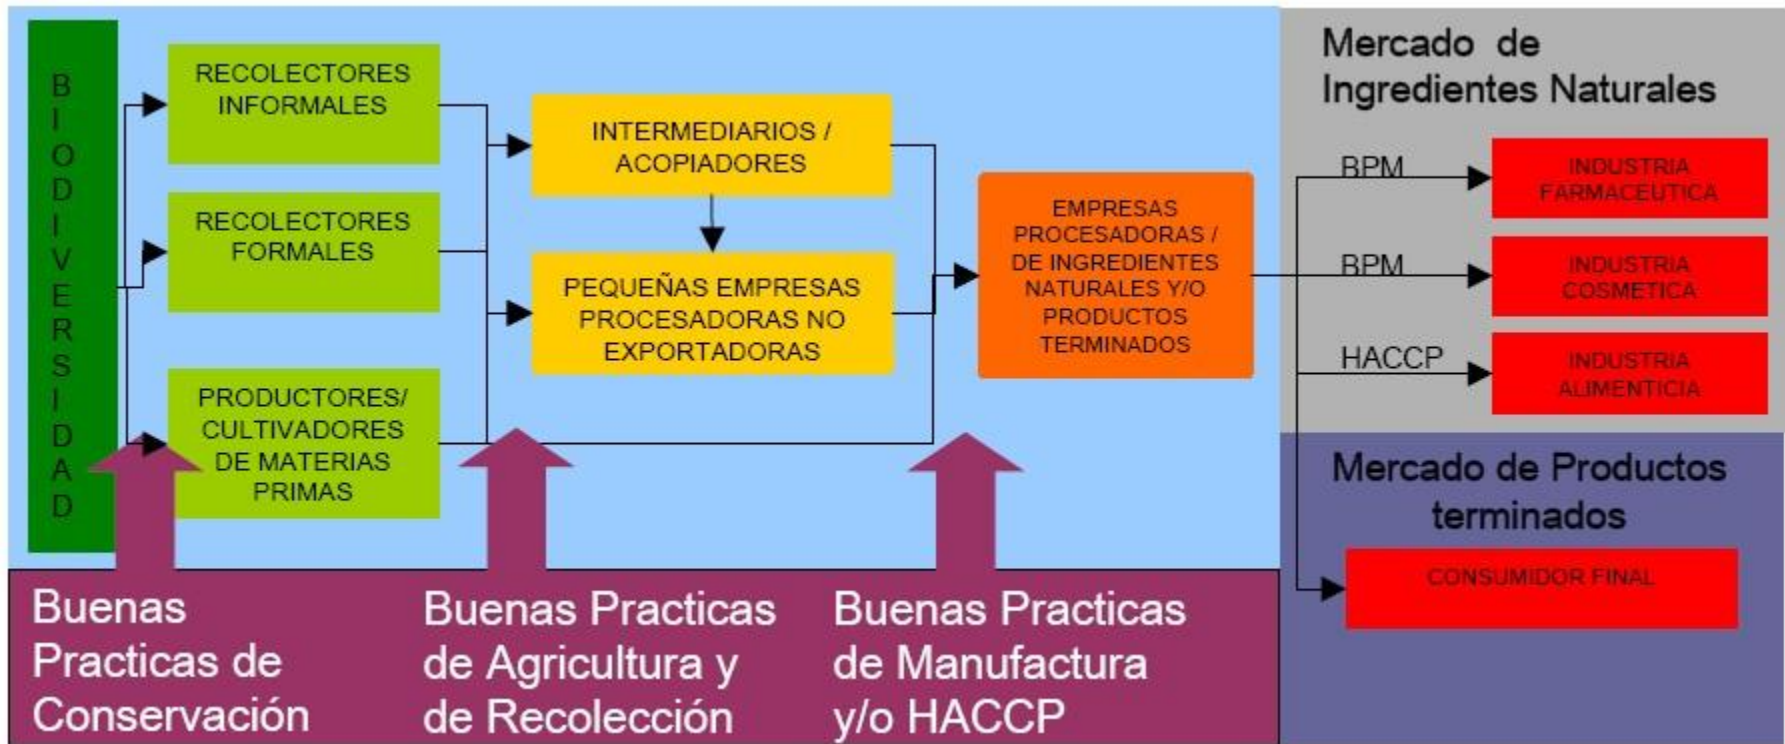 BIODIVERSIDAD
RECOLECTORES
INFORMALES
RECOLECTORES
FORMALES
PRODUCTORES/
CULTIVADORES
DE MATERIAS
PRIMAS
INTERMEDIARIOS /
ACOPIADORES
PEQUEÑAS EMPRESAS
PROCESADORAS NO
EXPORTADORAS
EMPRESAS
PROCESADORAS /
DE INGREDIENTES
NATURALES Y/O
PRODUCTOS
TERMINADOS
Mercado de
Ingredientes Naturales
BPM
INDUSTRIA
FARMACEUTICA
BPM
INDUSTRIA
COSMETICA
HACCP
INDUSTRIA
ALIMENTICIA
Mercado de Productos
terminados
CONSUMIDOR FINAL
Buenas
Practicas de
Conservación
Buenas Practicas
de Agricultura y
de Recolección
Buenas Practicas
de Manufactura
y/o HACCP